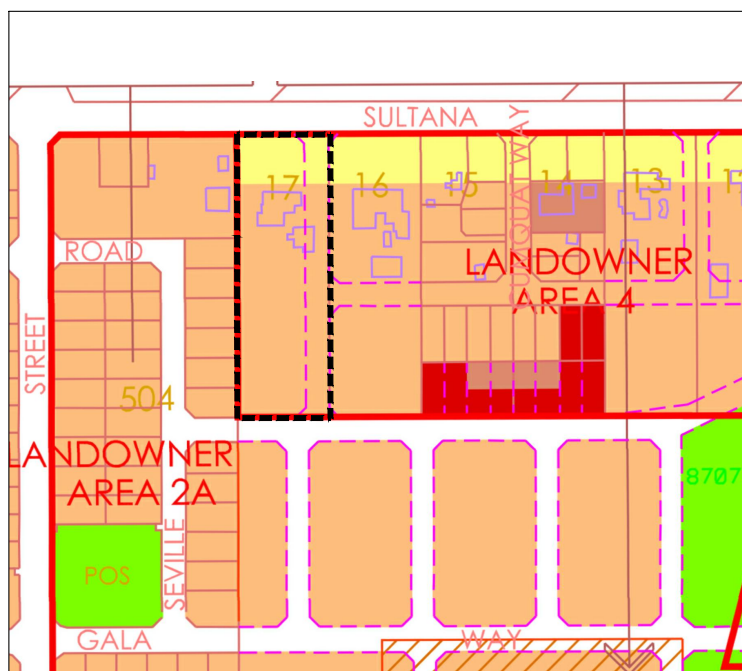 SULTANA
17
16
15
CUMQUAT WAY
14
13
ROAD
LANDOWNER
AREA 4
STREET
504
LANDOWNER
AREA 2A
8707
POS
SEVILLE
GALA
WAY